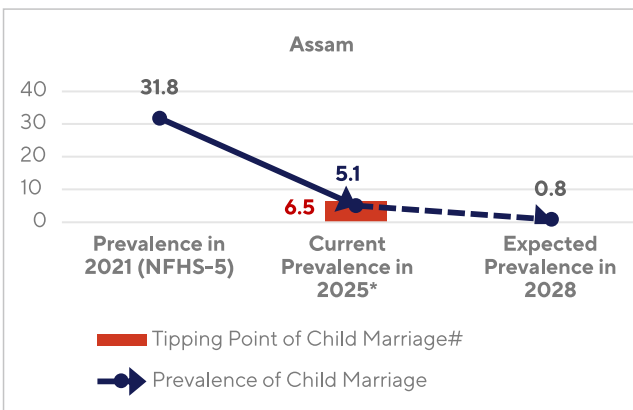 Assam
40
30
20
10
0
31.8
5.1
6.5
0.8
Prevalence in
2021 (NFHS-5)
Current
Prevalence in
2025*
Expected
Prevalence in
2028
Tipping Point of Child Marriage#
Prevalence of Child Marriage